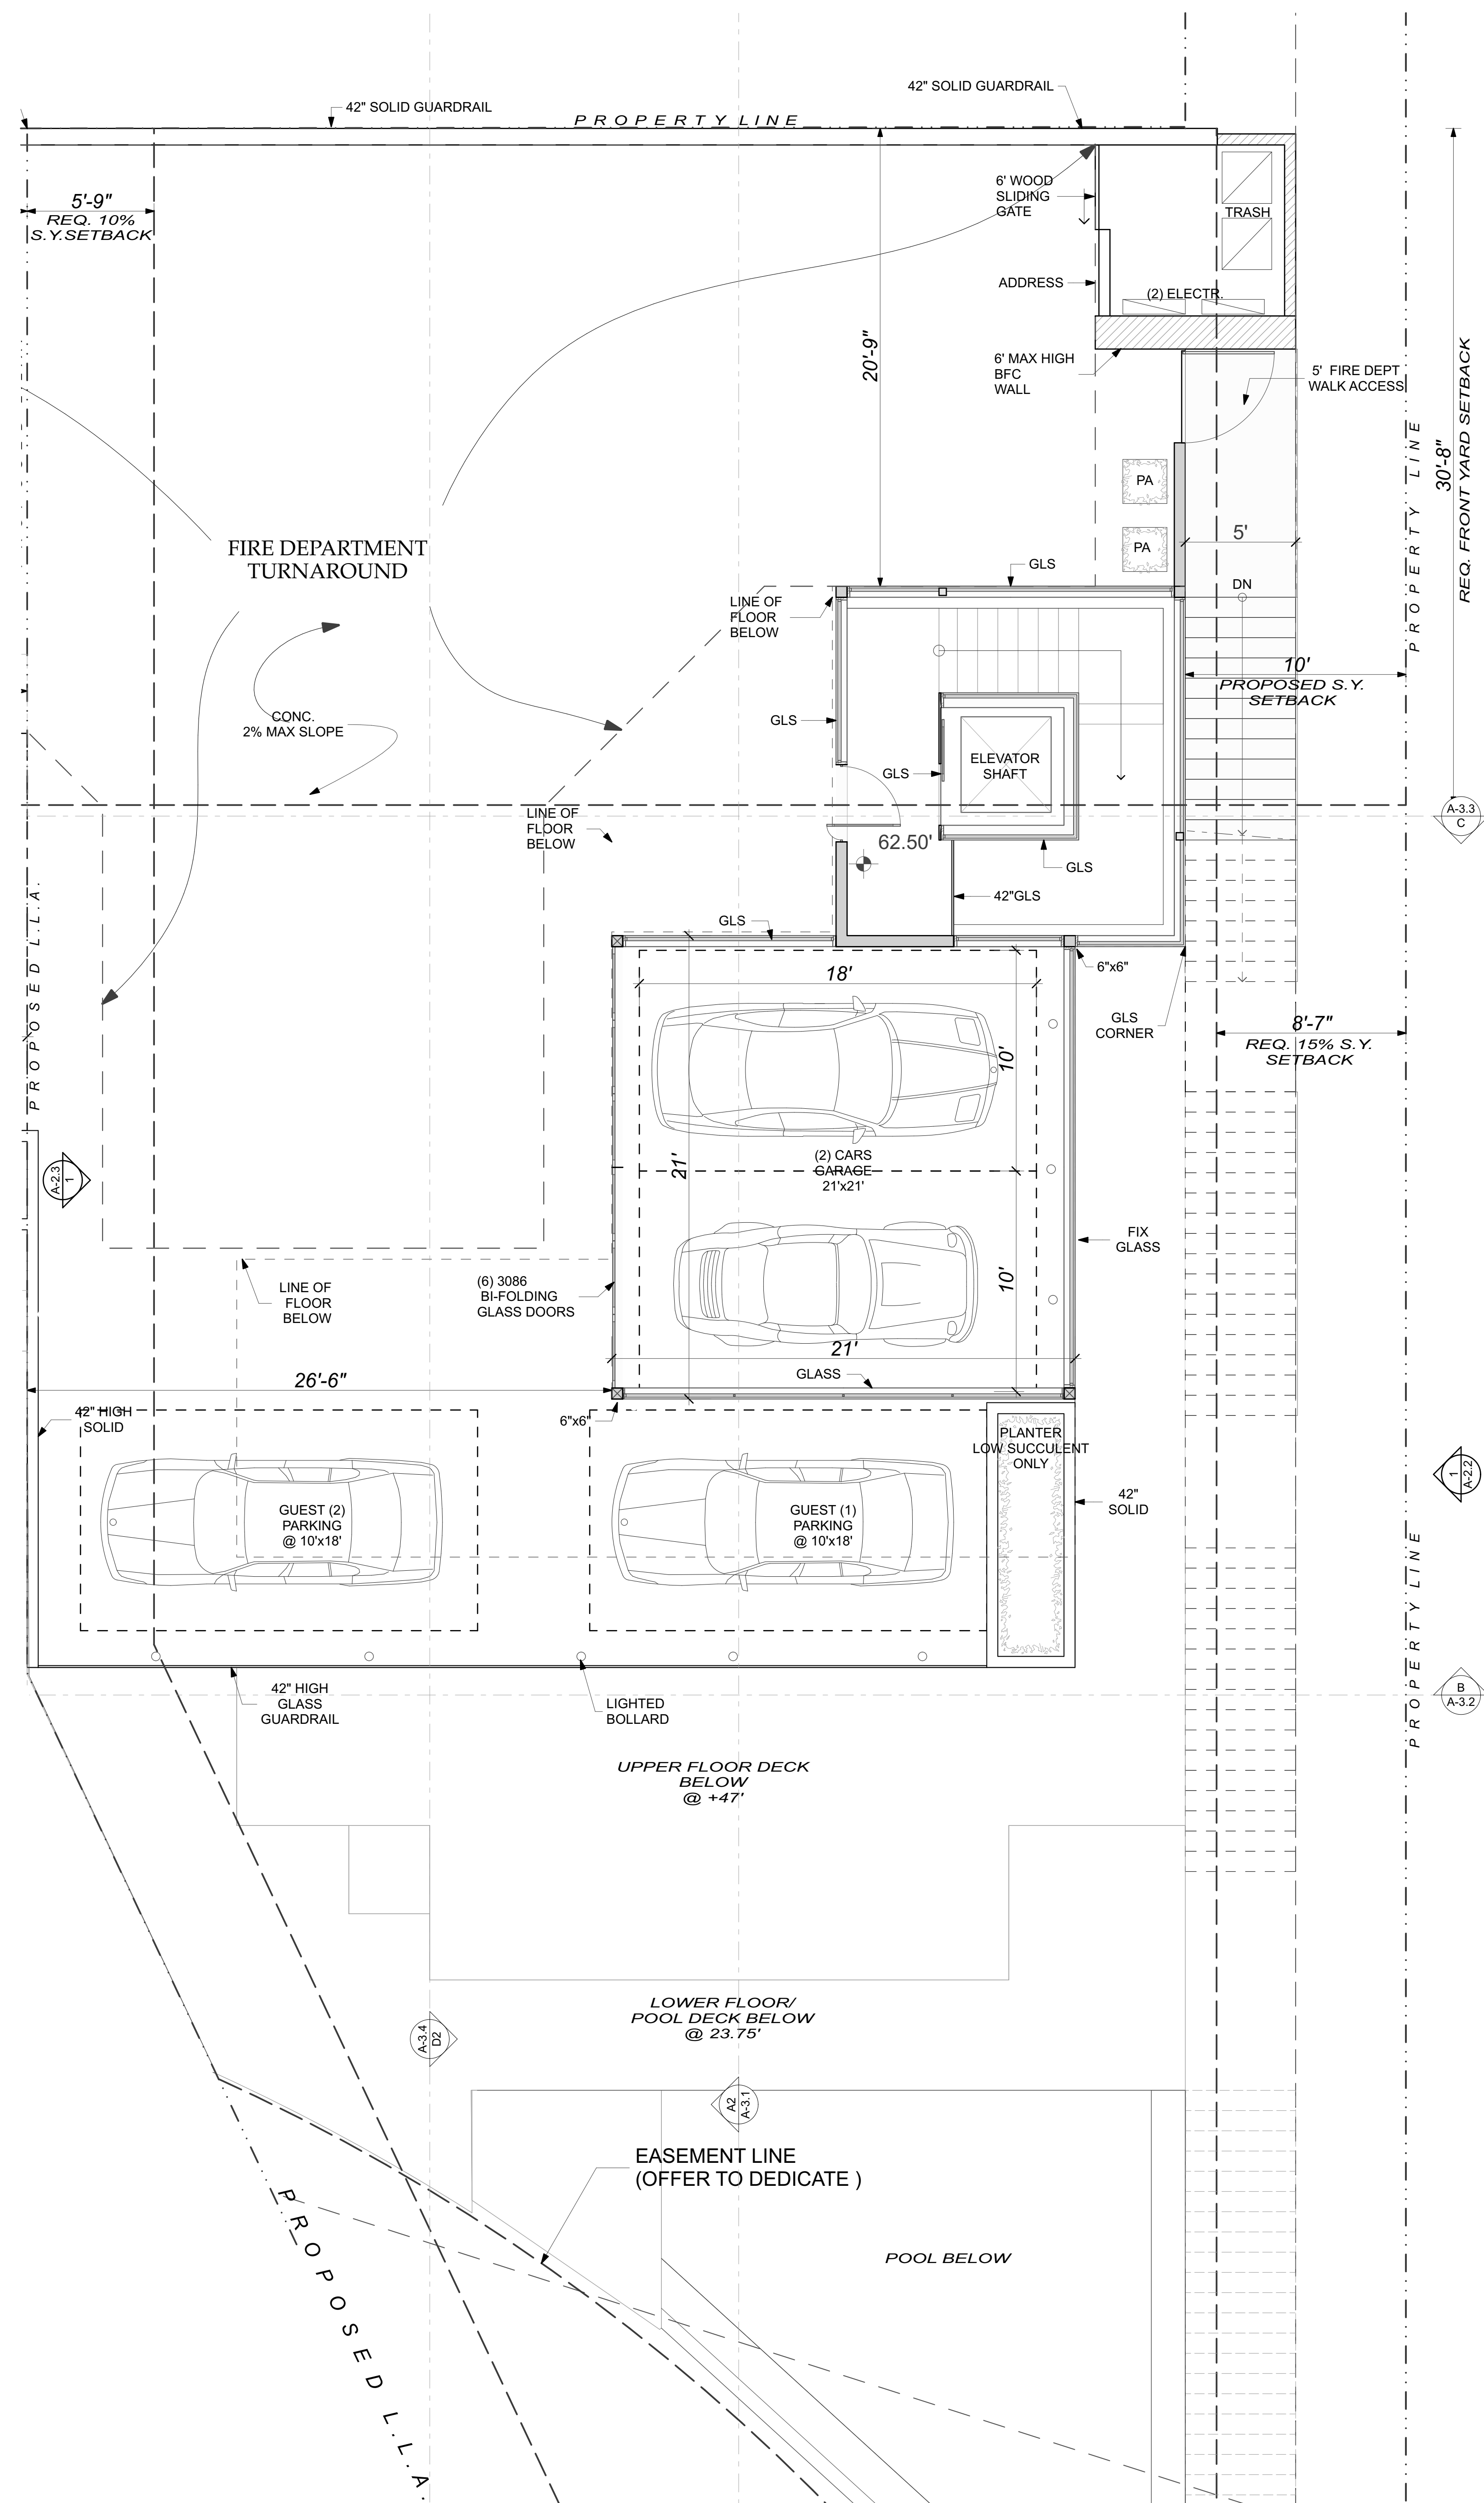 42" SOLID GUARDRAIL
42" SOLID GUARDRAIL
PROPERTY LINE
5'-9"
REQ. 10%
S.Y.SETBACK
6' WOOD
SLIDING
GATE
TRASH
ADDRESS
(2) ELECTR.
20'-9"
6' MAX HIGH
BFC
WALL
5' FIRE DEPT
WALK ACCESS
PROPERTY LINE
30'-8"
REQ. FRONT YARD SETBACK
PA
PA
5'
FIRE DEPARTMENT
TURNAROUND
GLS
DN
LINE OF
FLOOR
BELOW
10'
PROPOSED S.Y.
SETBACK
CONC.
2% MAX SLOPE
GLS
ELEVATOR
SHAFT
GLS
LINE OF
FLOOR
BELOW
62.50'
A-3.3
C
GLS
42"GLS
PROPOSED L.L.A.
GLS
6"x6"
18'
GLS
CORNER
8'-7"
REQ. 15% S.Y.
SETBACK
10'
21'
(2) CARS
GARAGE
21'x21'
A-2.3
1
FIX
GLASS
LINE OF
FLOOR
BELOW
(6) 3086
BI-FOLDING
GLASS DOORS
10'
21'
GLASS
26'-6"
42" HIGH
SOLID
6"x6"
PLANTER
LOW SUCCULENT
ONLY
1
A-2.2
42"
SOLID
GUEST (2)
PARKING
@ 10'x18'
GUEST (1)
PARKING
@ 10'x18'
PROPERTY LINE
42" HIGH
GLASS
GUARDRAIL
LIGHTED
BOLLARD
B
A-3.2
UPPER FLOOR DECK
BELOW
@ +47'
LOWER FLOOR/
POOL DECK BELOW
@ 23.75'
A-3.4
D2
A2
A-3.1
EASEMENT LINE
(OFFER TO DEDICATE )
POOL BELOW
PROPOSED L.L.A.